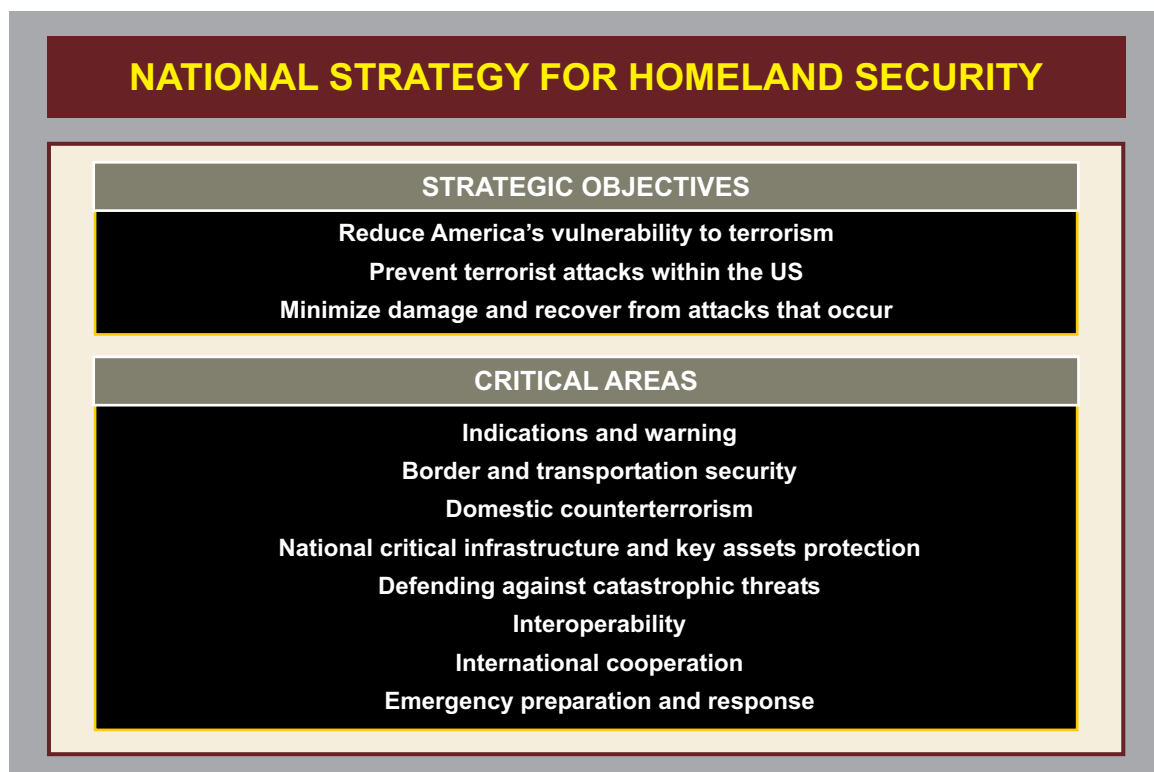 NATIONAL STRATEGY FOR HOMELAND SECURITY
STRATEGIC OBJECTIVES
Reduce America’s vulnerability to terrorism
Prevent terrorist attacks within the US
Minimize damage and recover from attacks that occur
CRITICAL AREAS
Indications and warning
Border and transportation security
Domestic counterterrorism
National critical infrastructure and key assets protection
Defending against catastrophic threats
Interoperability
International cooperation
Emergency preparation and response